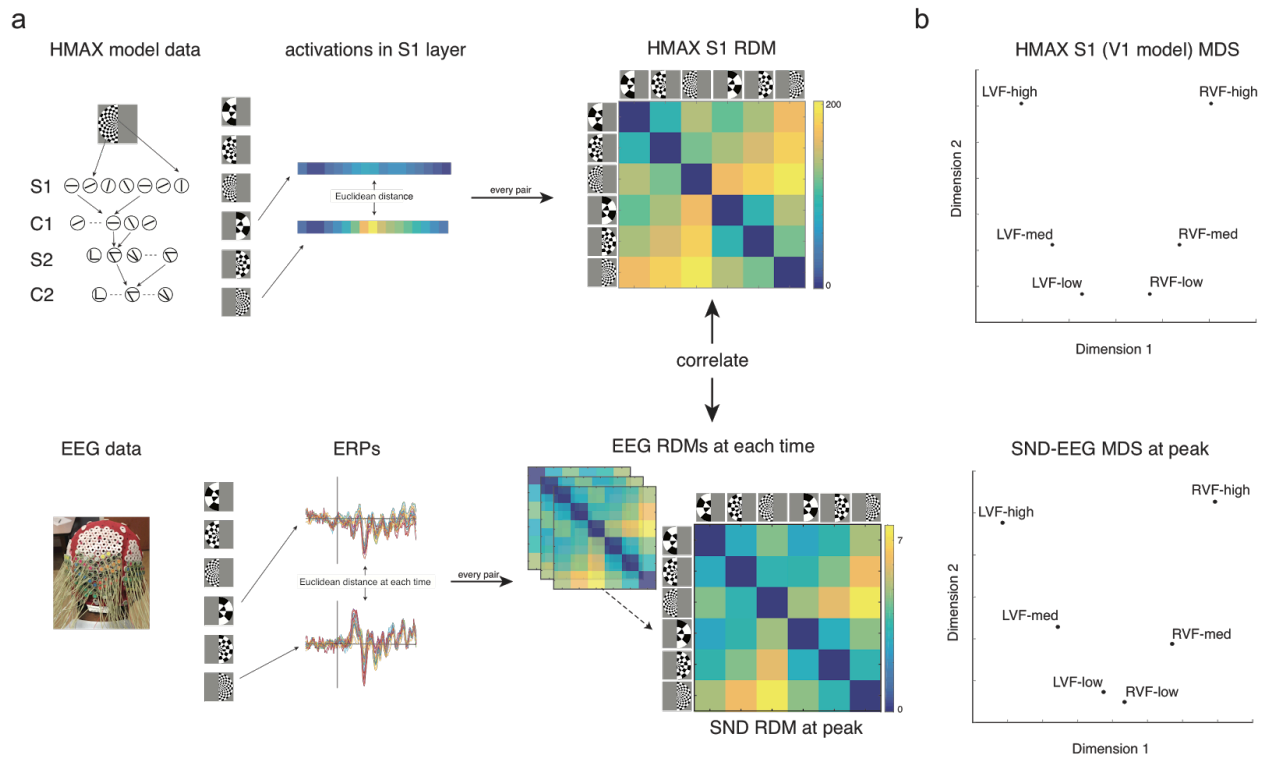 a
HMAX model data
activations in S1 layer
HMAX S1 RDM
S1
C1
S2
C2
Euclidean distance
every pair
200
0
correlate
EEG data
ERPs
EEG RDMs at each time
Euclidean distance at each time
every pair
7
0
SND RDM at peak
b
HMAX S1 (V1 model) MDS
LVF-high
RVF-high
LVF-med
RVF-med
LVF-low
RVF-low
Dimension 2
Dimension 1
SND-EEG MDS at peak
RVF-high
LVF-high
LVF-med
RVF-med
LVF-low
RVF-low
Dimension 2
Dimension 1